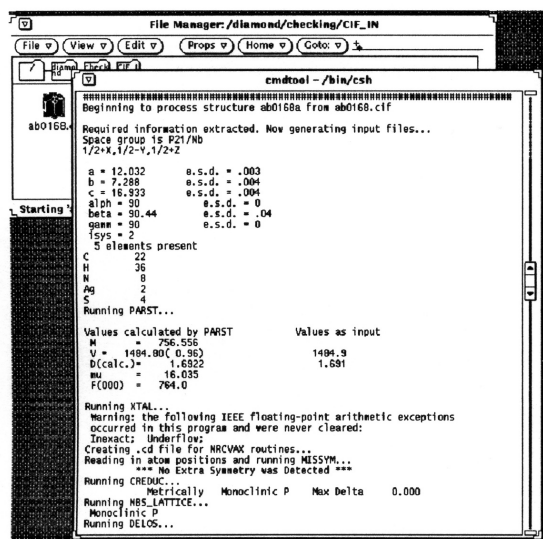 File Manager: /diamond/checking/CIF_IN
File View Edit Props Home Goto:
/ Check CIF_I
cmdtool - /bin/csh
Beginning to process structure ab0168a from ab0168.cif
ab0168.
Required information extracted. Now generating input files...
Space group is P21/Nb
1/2+X,1/2-Y,1/2+Z
a = 12.032 e.s.d. = .003
b = 7.288 e.s.d. = .004
c = 16.933 e.s.d. = .004
alph = 90 e.s.d. = 0
beta = 90.44 e.s.d. = .04
gamm = 90 e.s.d. = 0
isys = 2
5 elements present
C 22
H 36
N 8
Ag 2
S 4
Starting
Running PARST...
Values calculated by PARST Values as input
M = 756.556
V = 1484.80( 0.96) 1484.9
D(calc.)= 1.6922 1.691
mu = 16.035
F(000) = 764.0
Running XTAL...
Warning: the following IEEE floating-point arithmetic exceptions
occurred in this program and were never cleared:
Inexact; Underflow;
Creating .cd file for NRCVAX routines...
Reading in atom positions and running MISSYM...
*** No Extra Symmetry was Detected ***
Running CREDUC...
Metrically Monoclinic P Max Delta 0.000
Running NBS_LATTICE...
Monoclinic P
Running DELOS...